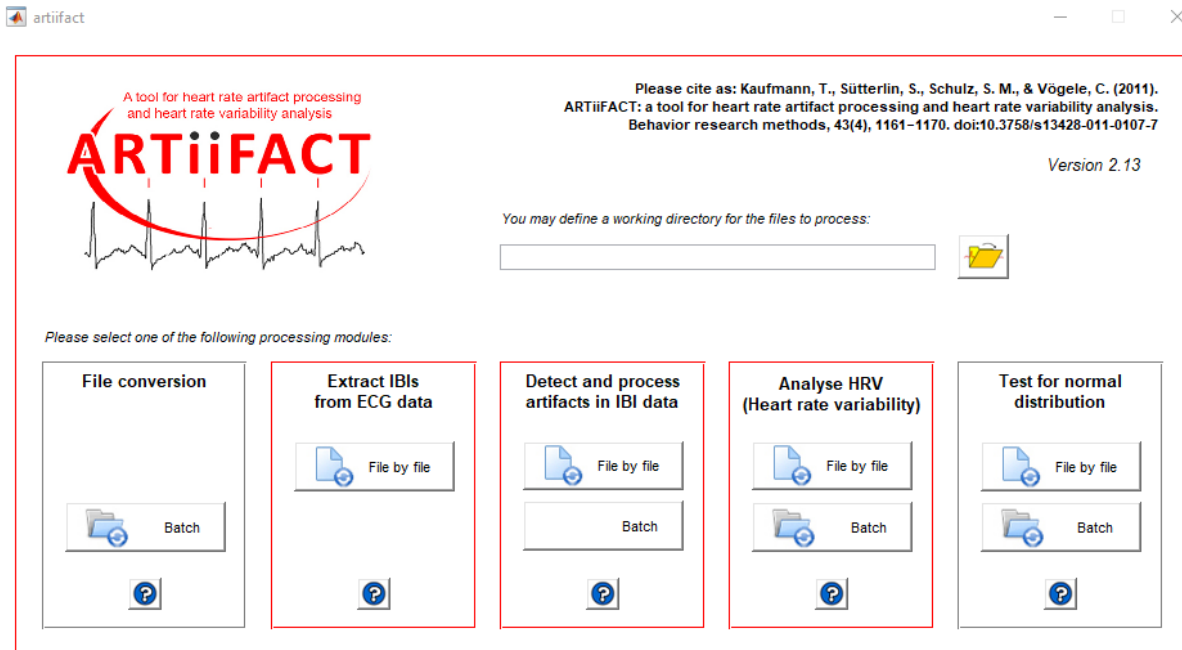 artiifact
A tool for heart rate artifact processing
and heart rate variability analysis
ARTiiFACT
Please cite as: Kaufmann, T., Sütterlin, S., Schulz, S. M., & Vögele, C. (2011).
ARTiiFACT: a tool for heart rate artifact processing and heart rate variability analysis.
Behavior research methods, 43(4), 1161–1170. doi:10.3758/s13428-011-0107-7
Version 2.13
You may define a working directory for the files to process:
Please select one of the following processing modules:
File conversion
Batch
Extract IBIs
from ECG data
File by file
Detect and process
artifacts in IBI data
File by file
Batch
Analyse HRV
(Heart rate variability)
File by file
Batch
Test for normal
distribution
File by file
Batch